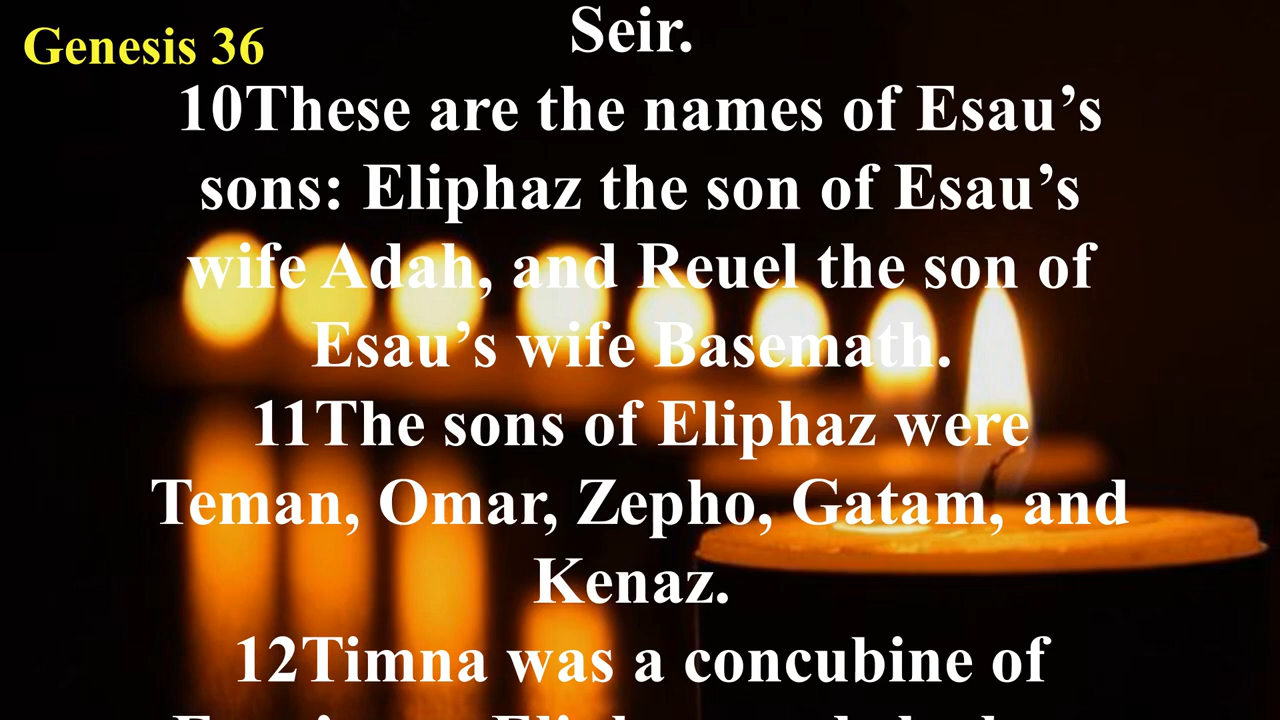 Genesis 36
Seir.
10These are the names of Esau’s
sons: Eliphaz the son of Esau’s
wife Adah, and Reuel the son of
Esau’s wife Basemath.
11The sons of Eliphaz were
Teman, Omar, Zepho, Gatam, and
Kenaz.
12Timna was a concubine of